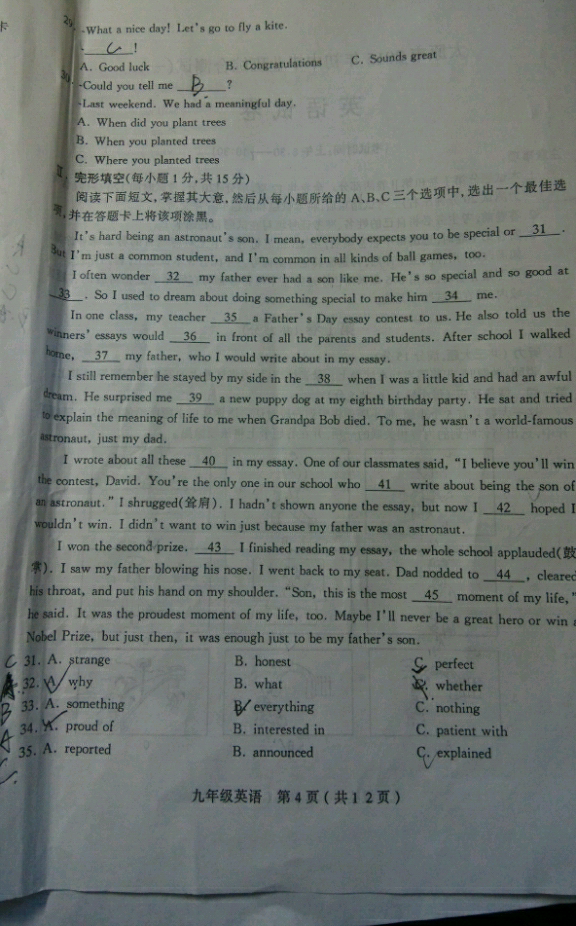 29. -What a nice day! Let's go to fly a kite.
- C !
A. Good luck B. Congratulations C. Sounds great
30. -Could you tell me B ?
-Last weekend. We had a meaningful day.
A. When did you plant trees
B. When you planted trees
C. Where you planted trees
Ⅱ. 完形填空(每小题1分,共15分)
阅读下面短文,掌握其大意,然后从每小题所给的A、B、C三个选项中,选出一个最佳选
项,并在答题卡上将该项涂黑。
It's hard being an astronaut's son. I mean, everybody expects you to be special or 31 .
But I'm just a common student, and I'm common in all kinds of ball games, too.
I often wonder 32 my father ever had a son like me. He's so special and so good at
33 . So I used to dream about doing something special to make him 34 me.
In one class, my teacher 35 a Father's Day essay contest to us. He also told us the
winners' essays would 36 in front of all the parents and students. After school I walked
home, 37 my father, who I would write about in my essay.
I still remember he stayed by my side in the 38 when I was a little kid and had an awful
dream. He surprised me 39 a new puppy dog at my eighth birthday party. He sat and tried
to explain the meaning of life to me when Grandpa Bob died. To me, he wasn't a world-famous
astronaut, just my dad.
I wrote about all these 40 in my essay. One of our classmates said, "I believe you'll win
the contest, David. You're the only one in our school who 41 write about being the son of
an astronaut." I shrugged(耸肩). I hadn't shown anyone the essay, but now I 42 hoped I
wouldn't win. I didn't want to win just because my father was an astronaut.
I won the second prize. 43 I finished reading my essay, the whole school applauded(鼓
掌). I saw my father blowing his nose. I went back to my seat. Dad nodded to 44 , cleared
his throat, and put his hand on my shoulder. "Son, this is the most 45 moment of my life,"
he said. It was the proudest moment of my life, too. Maybe I'll never be a great hero or win a
Nobel Prize, but just then, it was enough just to be my father's son.
C 31. A. strange B. honest C. perfect
A 32. A. why B. what C. whether
B 33. A. something B. everything C. nothing
A 34. A. proud of B. interested in C. patient with
C. 35. A. reported B. announced C. explained
九年级英语 第4页(共12页)